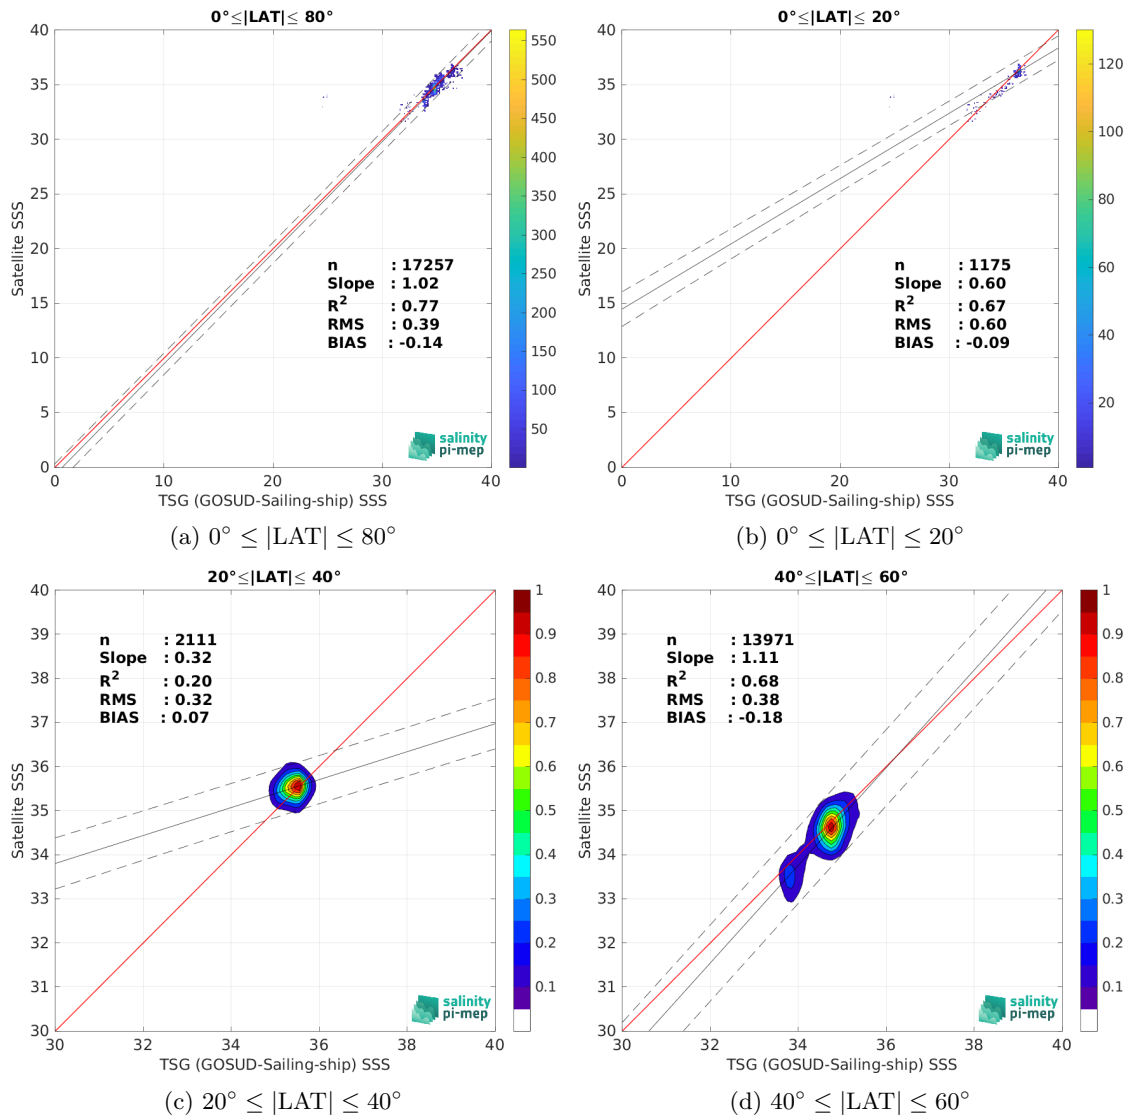 0°≤|LAT|≤ 80°
Satellite SSS
40
35
30
25
20
15
10
5
0
n : 17257
Slope : 1.02
R² : 0.77
RMS : 0.39
BIAS : -0.14
salinity
pi-mep
0 10 20 30 40
TSG (GOSUD-Sailing-ship) SSS
550
500
450
400
350
300
250
200
150
100
50
(a) 0° ≤ |LAT| ≤ 80°
0°≤|LAT|≤ 20°
Satellite SSS
40
35
30
25
20
15
10
5
0
n : 1175
Slope : 0.60
R² : 0.67
RMS : 0.60
BIAS : -0.09
salinity
pi-mep
0 10 20 30 40
TSG (GOSUD-Sailing-ship) SSS
120
100
80
60
40
20
(b) 0° ≤ |LAT| ≤ 20°
20°≤|LAT|≤ 40°
Satellite SSS
40
39
38
37
36
35
34
33
32
31
30
n : 2111
Slope : 0.32
R² : 0.20
RMS : 0.32
BIAS : 0.07
salinity
pi-mep
30 32 34 36 38 40
TSG (GOSUD-Sailing-ship) SSS
1
0.9
0.8
0.7
0.6
0.5
0.4
0.3
0.2
0.1
(c) 20° ≤ |LAT| ≤ 40°
40°≤|LAT|≤ 60°
Satellite SSS
40
39
38
37
36
35
34
33
32
31
30
n : 13971
Slope : 1.11
R² : 0.68
RMS : 0.38
BIAS : -0.18
salinity
pi-mep
30 32 34 36 38 40
TSG (GOSUD-Sailing-ship) SSS
1
0.9
0.8
0.7
0.6
0.5
0.4
0.3
0.2
0.1
(d) 40° ≤ |LAT| ≤ 60°